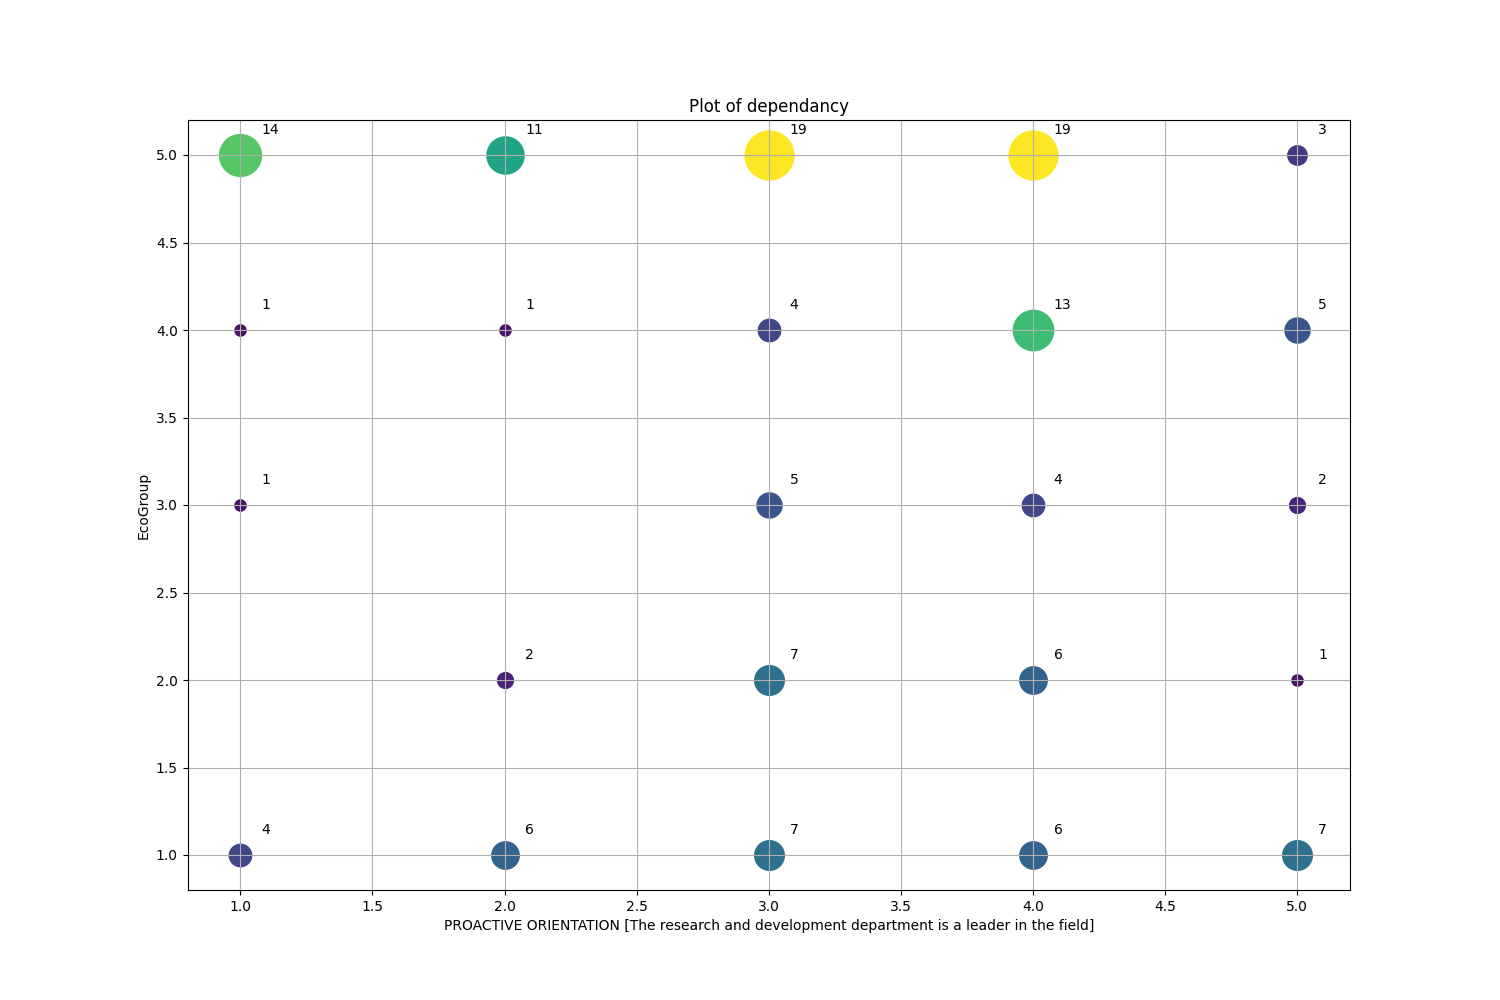 Plot of dependancy
14 11 19 19 3
5.0
4.5
1 1 4 13 5
4.0
3.5
1 5 4 2
3.0
EcoGroup
2.5
2 7 6 1
2.0
1.5
4 6 7 6 7
1.0
1.0 1.5 2.0 2.5 3.0 3.5 4.0 4.5 5.0
PROACTIVE ORIENTATION [The research and development department is a leader in the field]